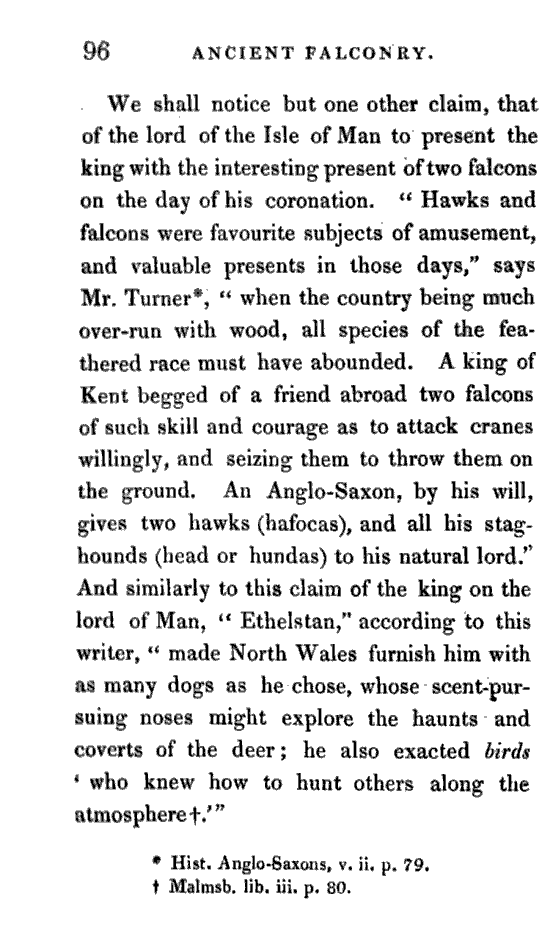 96 ANCIENT FALCONRY.
We shall notice but one other claim, that
of the lord of the Isle of Man to present the
king with the interesting present of two falcons
on the day of his coronation. “ Hawks and
falcons were favourite subjects of amusement,
and valuable presents in those days,” says
Mr. Turner*, “ when the country being much
over-run with wood, all species of the fea-
thered race must have abounded. A king of
Kent begged of a friend abroad two falcons
of such skill and courage as to attack cranes
willingly, and seizing them to throw them on
the ground. An Anglo-Saxon, by his will,
gives two hawks (hafocas), and all his stag-
hounds (head or hundas) to his natural lord.”
And similarly to this claim of the king on the
lord of Man, “ Ethelstan,” according to this
writer, “ made North Wales furnish him with
as many dogs as he chose, whose scent-pur-
suing noses might explore the haunts and
coverts of the deer; he also exacted birds
‘ who knew how to hunt others along the
atmosphere†.’”
* Hist. Anglo-Saxons, v. ii. p. 79.
† Malmsb. lib. iii. p. 80.